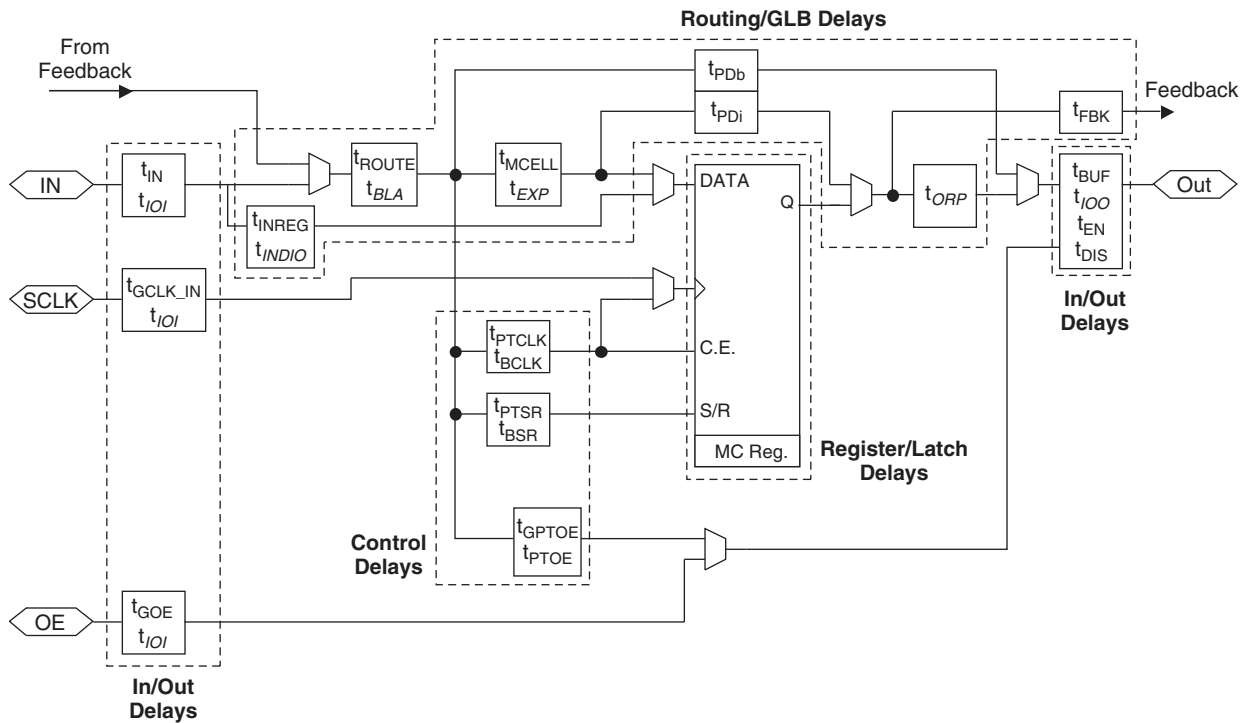 Routing/GLB Delays
From
Feedback
tPDb
tPDi
tFBK
Feedback
IN
tIN
tIOI
tROUTE
tBLA
tMCELL
tEXP
DATA
Q
tORP
tBUF
tIOO
tEN
tDIS
Out
tINREG
tINDIO
In/Out
Delays
SCLK
tGCLK_IN
tIOI
tPTCLK
tBCLK
C.E.
tPTSR
tBSR
S/R
MC Reg.
Register/Latch
Delays
Control
Delays
tGPTOE
tPTOE
OE
tGOE
tIOI
In/Out
Delays